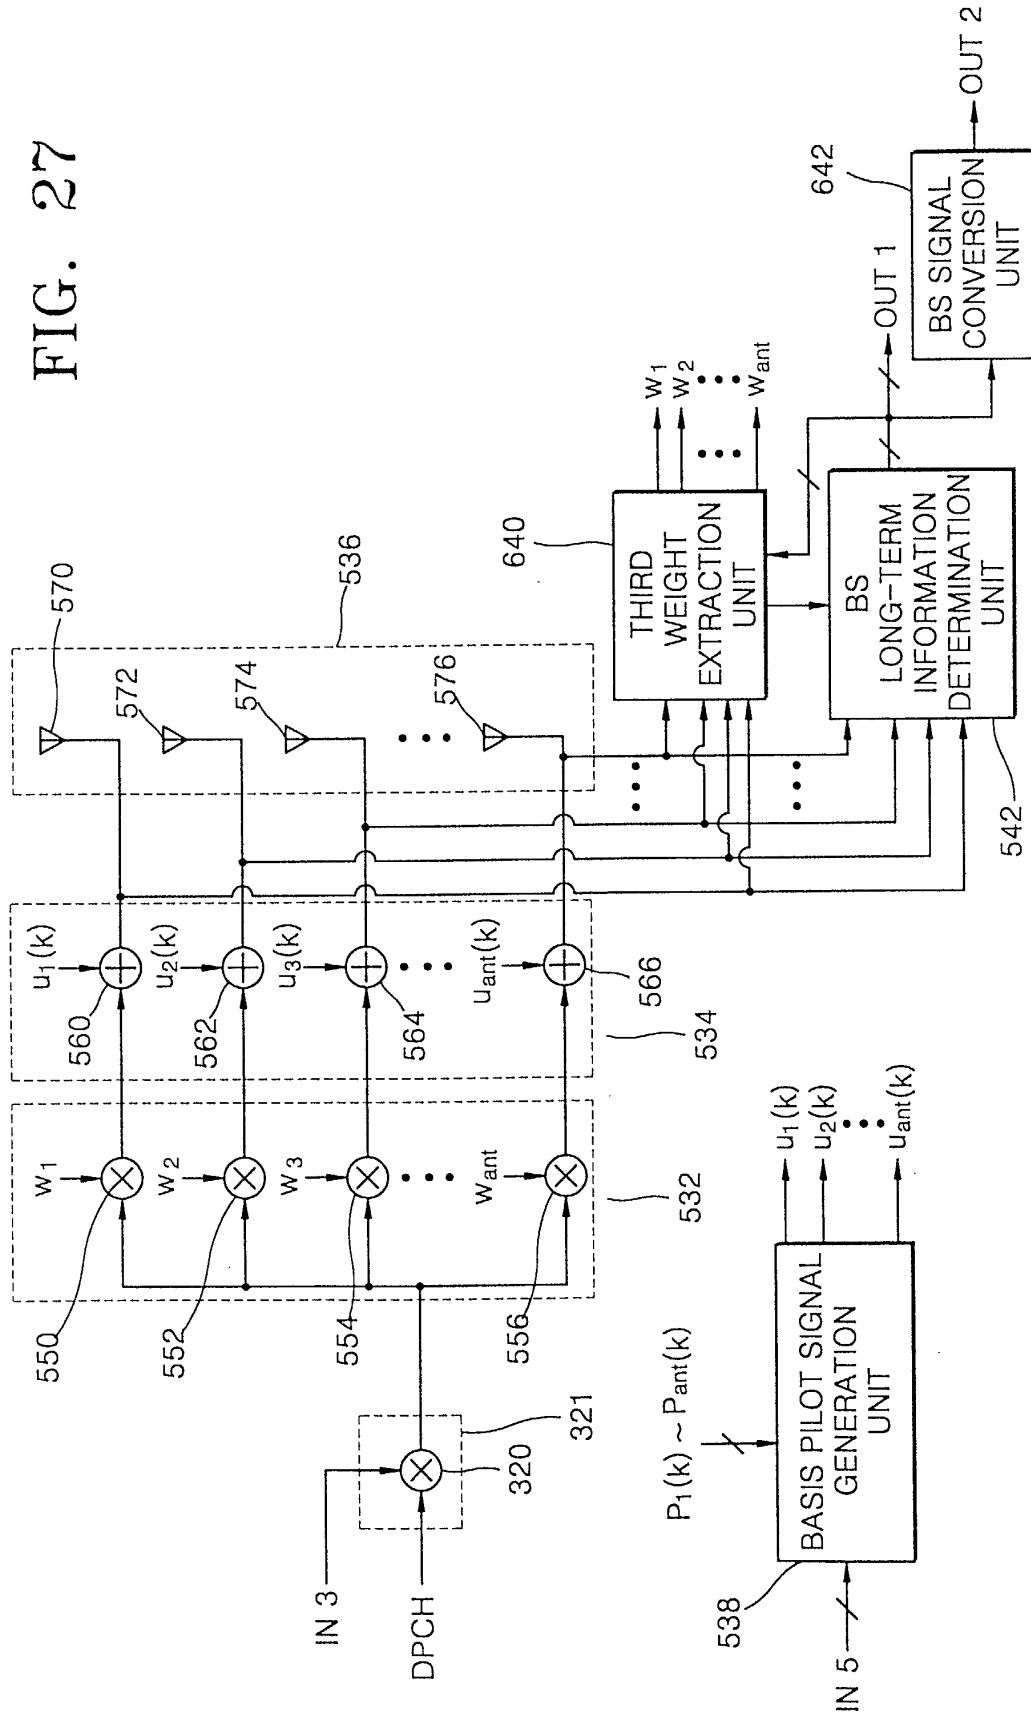 FIG. 27
IN 3
DPCH
320
321
550
552
554
556
w1
w2
w3
want
532
560
562
564
566
u1(k)
u2(k)
u3(k)
uant(k)
534
570
572
574
576
536
THIRD
WEIGHT
EXTRACTION
UNIT
640
w1
w2
want
BS
LONG-TERM
INFORMATION
DETERMINATION
UNIT
542
OUT 1
BS SIGNAL
CONVERSION
UNIT
642
OUT 2
P1(k) ~ Pant(k)
IN 5
BASIS PILOT SIGNAL
GENERATION
UNIT
538
u1(k)
u2(k)
uant(k)